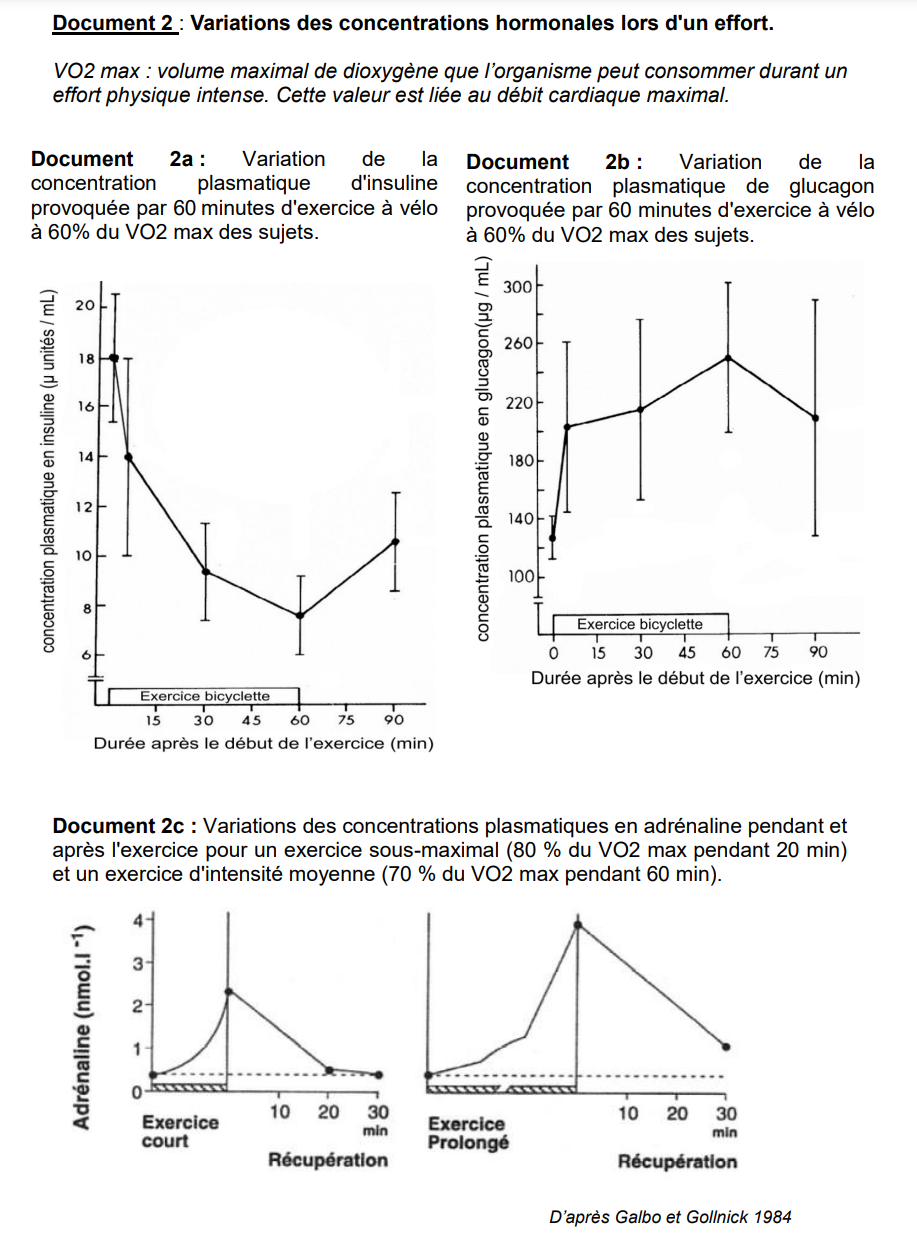 Document 2 : Variations des concentrations hormonales lors d'un effort.
VO2 max : volume maximal de dioxygène que l’organisme peut consommer durant un
effort physique intense. Cette valeur est liée au débit cardiaque maximal.
Document 2a : Variation de la
concentration plasmatique d'insuline
provoquée par 60 minutes d'exercice à vélo
à 60% du VO2 max des sujets.
Document 2b : Variation de la
concentration plasmatique de glucagon
provoquée par 60 minutes d'exercice à vélo
à 60% du VO2 max des sujets.
concentration plasmatique en insuline (µ unités / mL)
20
18
16
14
12
10
8
6
Exercice bicyclette
15 30 45 60 75 90
Durée après le début de l’exercice (min)
concentration plasmatique en glucagon(µg / mL)
300
260
220
180
140
100
Exercice bicyclette
0 15 30 45 60 75 90
Durée après le début de l’exercice (min)
Document 2c : Variations des concentrations plasmatiques en adrénaline pendant et
après l'exercice pour un exercice sous-maximal (80 % du VO2 max pendant 20 min)
et un exercice d'intensité moyenne (70 % du VO2 max pendant 60 min).
Adrénaline (nmol.l -1)
4
3
2
1
0
10 20 30
min
Exercice
court
Récupération
10 20 30
min
Exercice
Prolongé
Récupération
D’après Galbo et Gollnick 1984